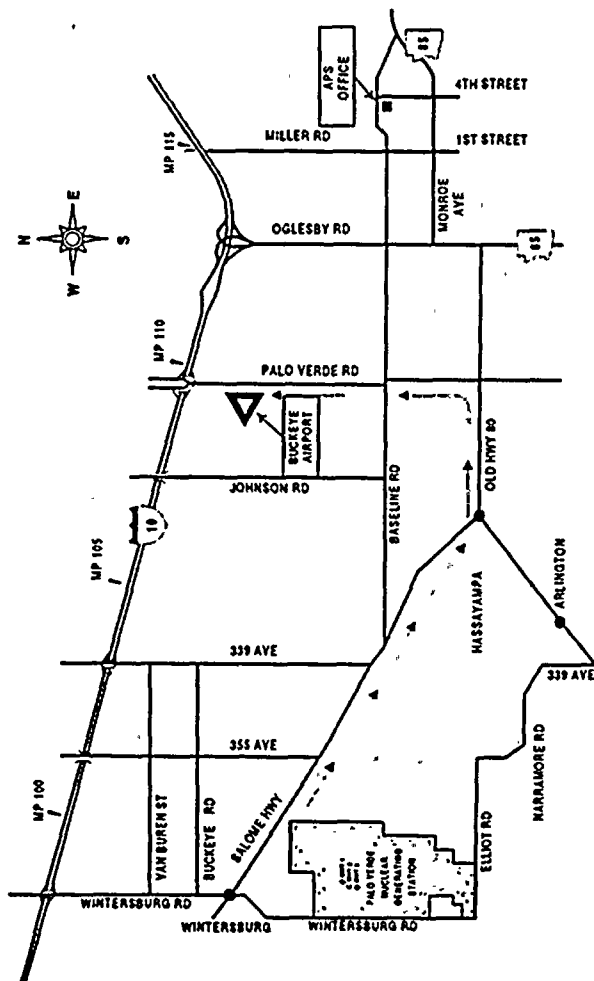 N
E
S
W
MP 115
MP 110
MP 105
MP 100
10
85
APS
OFFICE
4TH STREET
1ST STREET
MILLER RD
MONROE
AVE
OGLESBY RD
85
PALO VERDE RD
BUCKEYE
AIRPORT
JOHNSON RD
BASELINE RD
OLD HWY 80
HASSAYAMPA
ARLINGTON
339 AVE
339 AVE
355 AVE
NARRAMORE RD
VAN BUREN ST
BUCKEYE RD
SALOME HWY
ELLIOT RD
PALO VERDE
NUCLEAR
GENERATION
STATION
WINTERSBURG RD
WINTERSBURG
WINTERSBURG RD